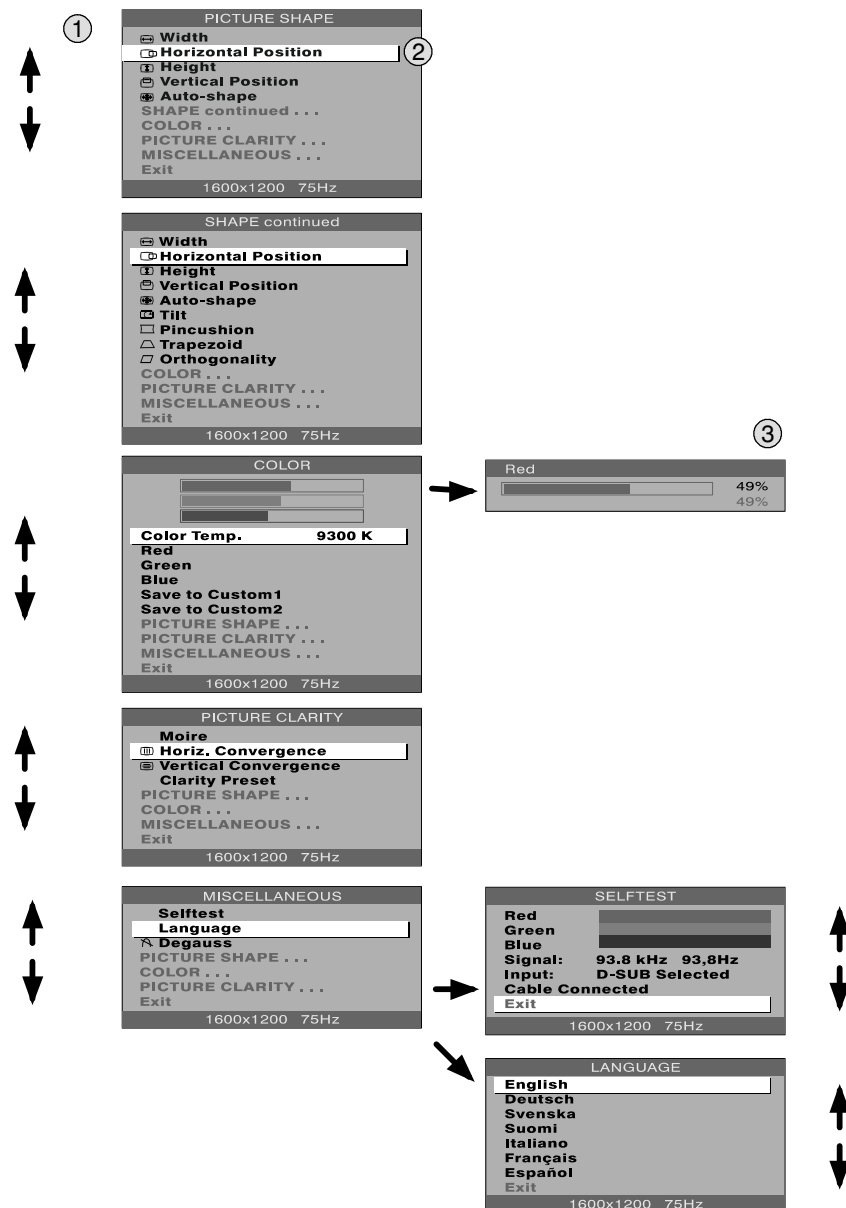 1
PICTURE SHAPE
Width
Horizontal Position
2
Height
Vertical Position
Auto-shape
SHAPE continued . . .
COLOR . . .
PICTURE CLARITY . . .
MISCELLANEOUS . . .
Exit
1600x1200 75Hz
SHAPE continued
Width
Horizontal Position
Height
Vertical Position
Auto-shape
Tilt
Pincushion
Trapezoid
Orthogonality
COLOR . . .
PICTURE CLARITY . . .
MISCELLANEOUS . . .
Exit
1600x1200 75Hz
COLOR
Color Temp. 9300 K
Red
Green
Blue
Save to Custom1
Save to Custom2
PICTURE SHAPE . . .
PICTURE CLARITY . . .
MISCELLANEOUS . . .
Exit
1600x1200 75Hz
3
Red
49%
49%
PICTURE CLARITY
Moire
Horiz. Convergence
Vertical Convergence
Clarity Preset
PICTURE SHAPE . . .
COLOR . . .
MISCELLANEOUS . . .
Exit
1600x1200 75Hz
MISCELLANEOUS
Selftest
Language
Degauss
PICTURE SHAPE . . .
COLOR . . .
PICTURE CLARITY . . .
Exit
1600x1200 75Hz
SELFTEST
Red
Green
Blue
Signal: 93.8 kHz 93,8Hz
Input: D-SUB Selected
Cable Connected
Exit
1600x1200 75Hz
LANGUAGE
English
Deutsch
Svenska
Suomi
Italiano
Français
Español
Exit
1600x1200 75Hz